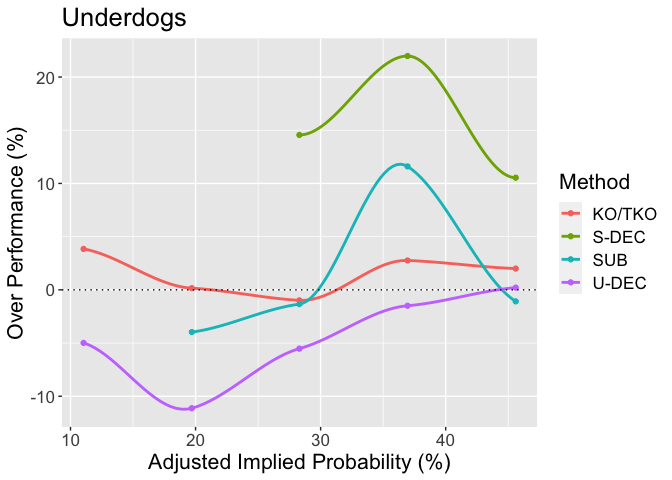 Underdogs
Over Performance (%)
20
10
0
-10
10
20
30
40
Adjusted Implied Probability (%)
Method
KO/TKO
S-DEC
SUB
U-DEC